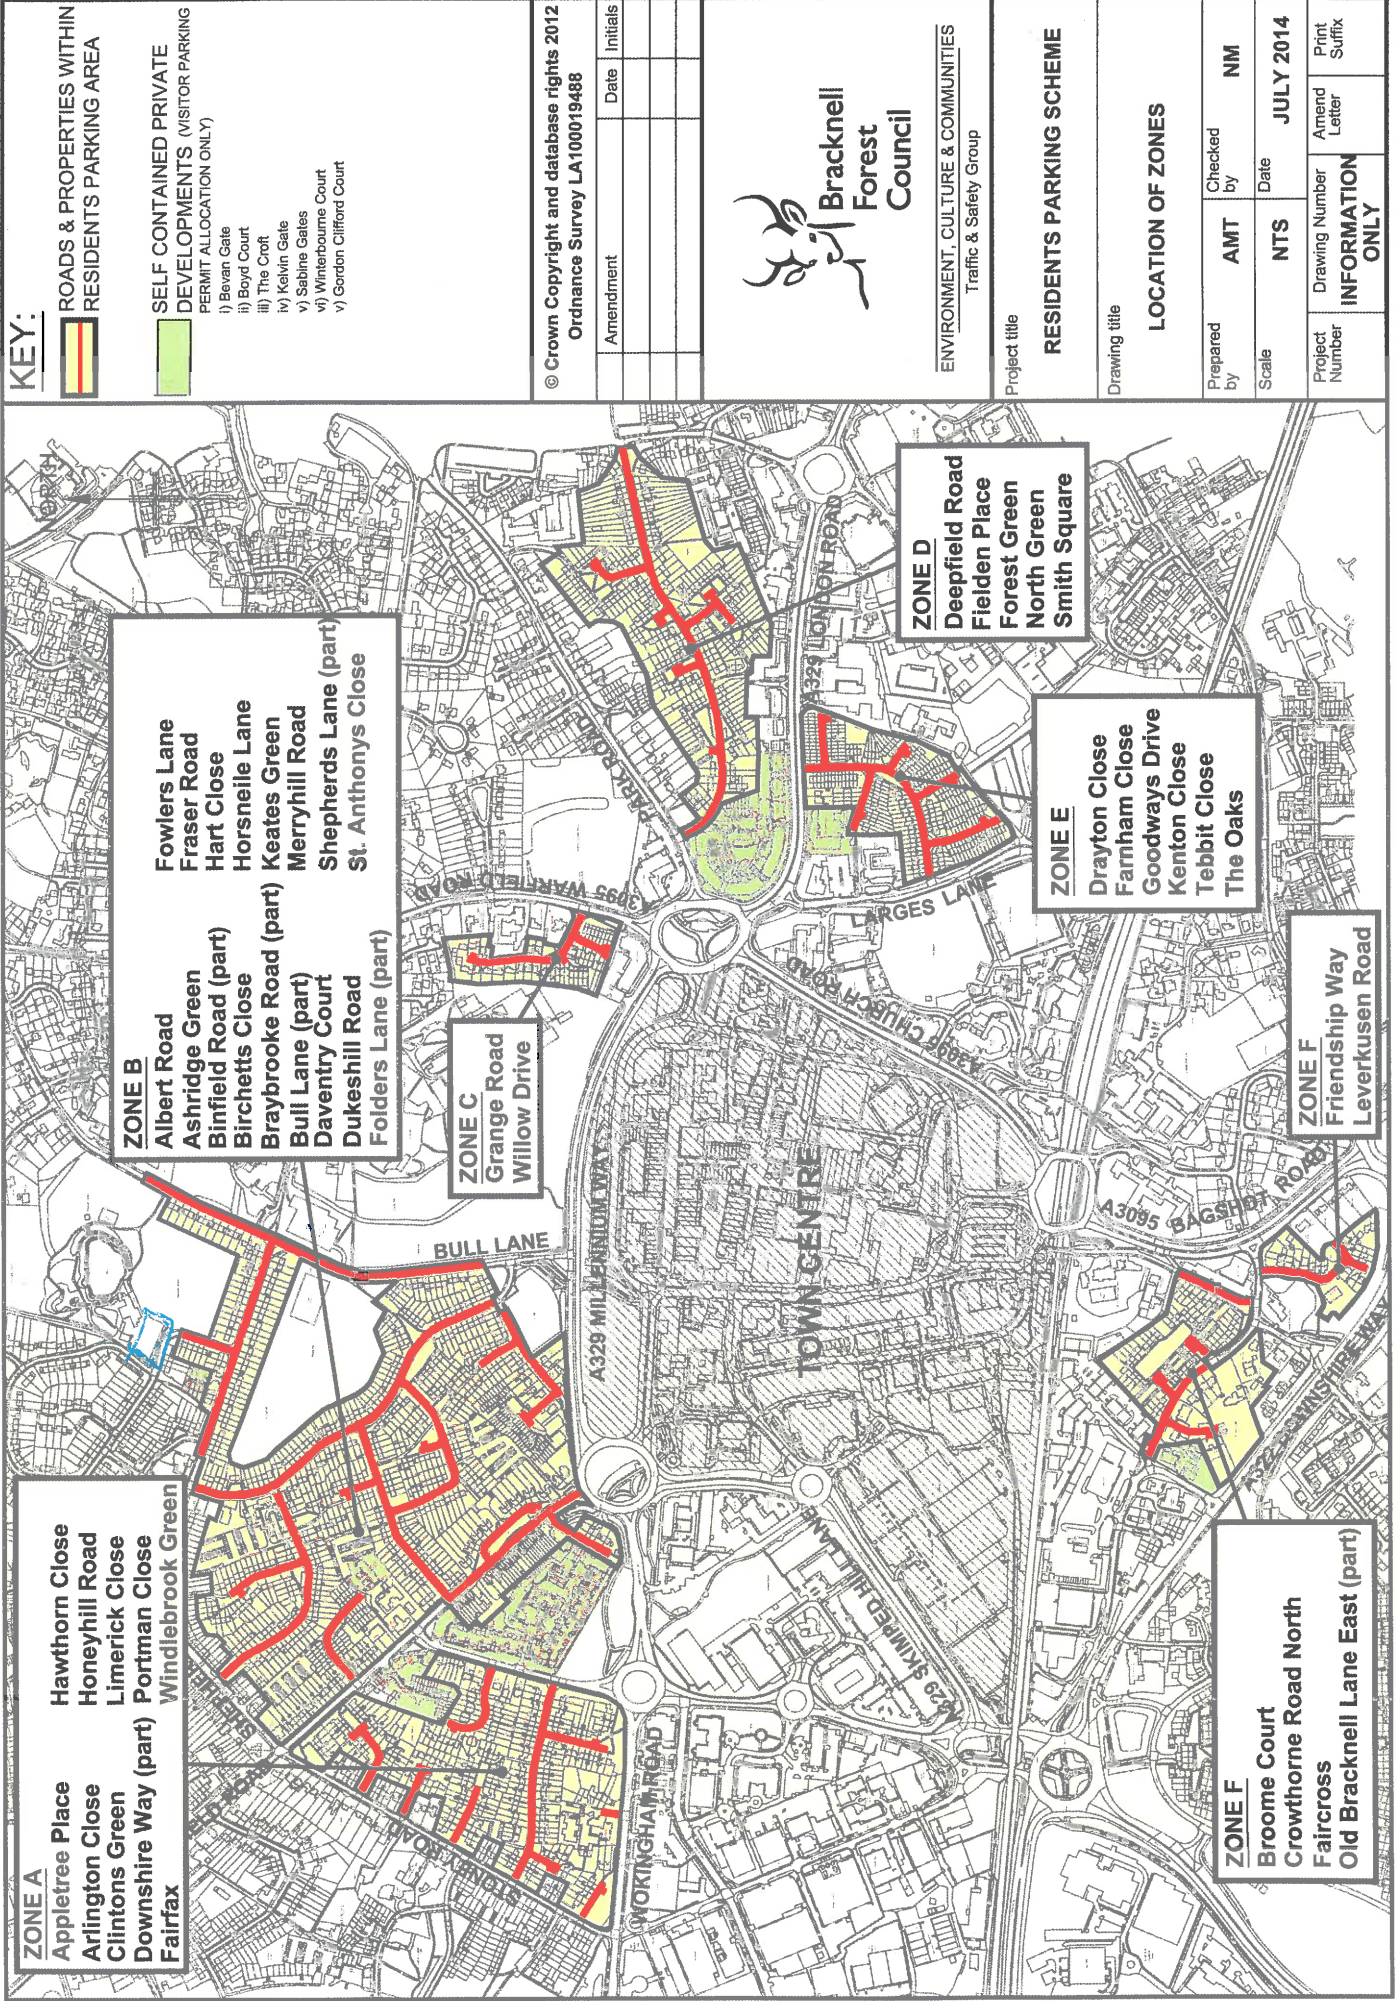 ZONE A
Appletree Place
Arlington Close
Clintons Green
Downshire Way (part)
Fairfax
Hawthorn Close
Honeyhill Road
Limerick Close
Portman Close
Windlebrook Green
ZONE B
Albert Road
Ashridge Green
Binfield Road (part)
Birchetts Close
Braybrooke Road (part)
Bull Lane (part)
Daventry Court
Dukeshill Road
Folders Lane (part)
Fowlers Lane
Fraser Road
Hart Close
Horsneile Lane
Keates Green
Merryhill Road
Shepherds Lane (part)
St. Anthonys Close
ZONE C
Grange Road
Willow Drive
ZONE D
Deepfield Road
Fielden Place
Forest Green
North Green
Smith Square
ZONE E
Drayton Close
Farnham Close
Goodways Drive
Kenton Close
Tebbit Close
The Oaks
ZONE F
Friendship Way
Leverkusen Road
ZONE F
Broome Court
Crowthorne Road North
Faircross
Old Bracknell Lane East (part)
NORTH
BULL LANE
A329 MILLENNIUM WAY
TOWN CENTRE
A3095 WARFIELD ROAD
PARK ROAD
A329 LONDON ROAD
LARGES LANE
A3095 CHURCH ROAD
A3095 BAGSHOT ROAD
A329 SKIMPED HILL LANE
WOKINGHAM ROAD
KEY:
ROADS & PROPERTIES WITHIN
RESIDENTS PARKING AREA
SELF CONTAINED PRIVATE
DEVELOPMENTS (VISITOR PARKING
PERMIT ALLOCATION ONLY)
i) Bevan Gate
ii) Boyd Court
iii) The Croft
iv) Kelvin Gate
v) Sabine Gates
vi) Winterbourne Court
v) Gordon Clifford Court
© Crown Copyright and database rights 2012
Ordnance Survey LA100019488
Amendment Date Initials
Bracknell
Forest
Council
ENVIRONMENT, CULTURE & COMMUNITIES
Traffic & Safety Group
Project title
RESIDENTS PARKING SCHEME
Drawing title
LOCATION OF ZONES
Prepared by AMT
Checked by NM
Scale NTS
Date JULY 2014
Project Number
Drawing Number
INFORMATION ONLY
Amend Letter
Print Suffix